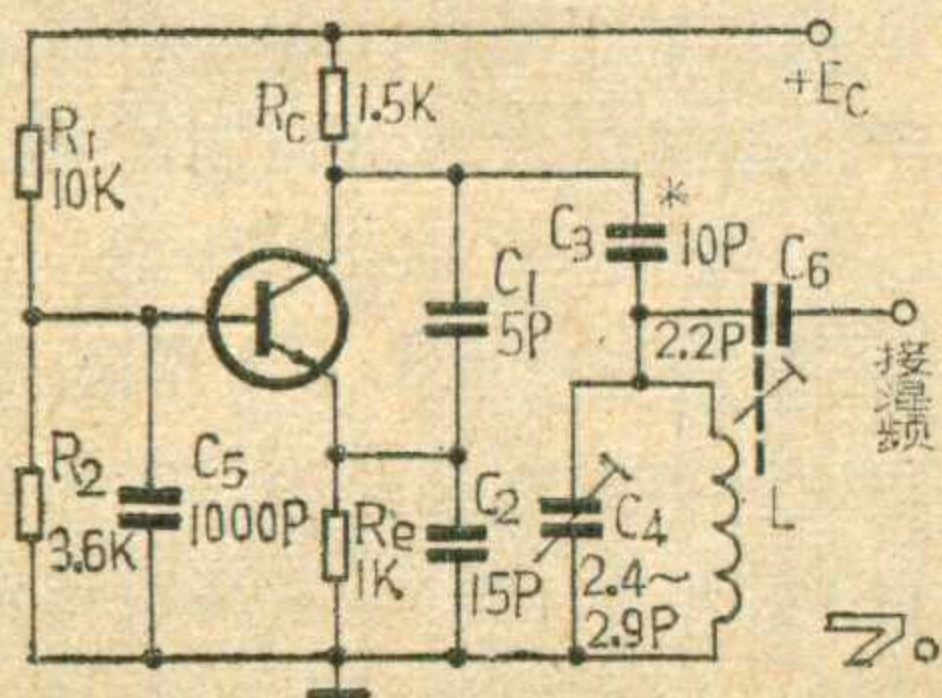 +EC
RC 1.5K
R1
10K
C3 * 10P
C6
C1
5P
2.2P
接混频
R2
3.6K
C5
1000P
Re
1K
C2
15P
C4
2.4~
2.9P
L
7。